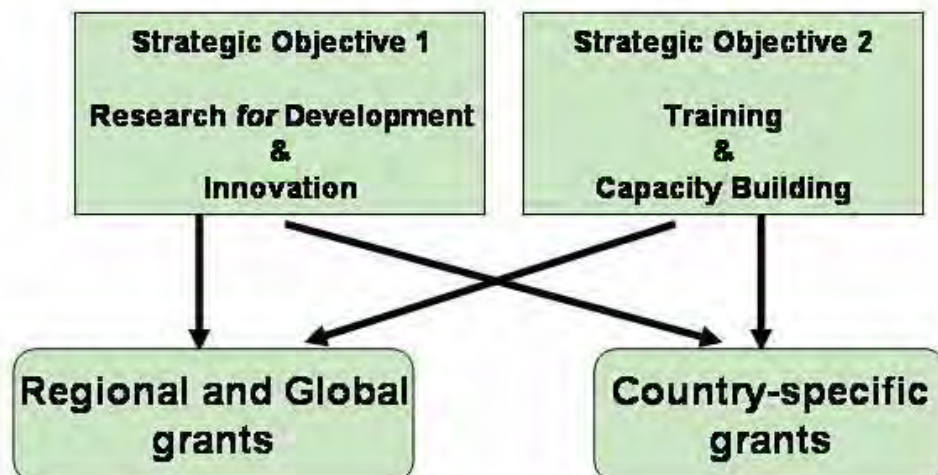 Strategic Objective 1
Research for Development
&
Innovation
Strategic Objective 2
Training
&
Capacity Building
Regional and Global
grants
Country-specific
grants